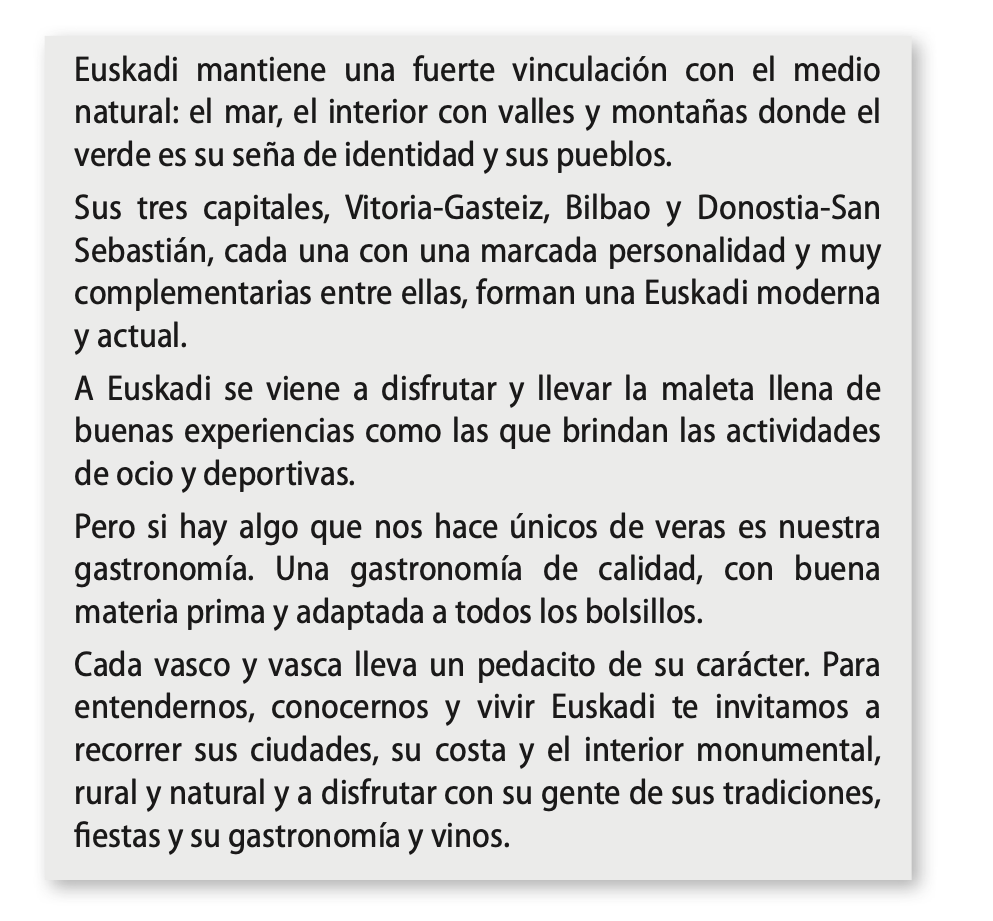 Euskadi mantiene una fuerte vinculación con el medio
natural: el mar, el interior con valles y montañas donde el
verde es su seña de identidad y sus pueblos.
Sus tres capitales, Vitoria-Gasteiz, Bilbao y Donostia-San
Sebastián, cada una con una marcada personalidad y muy
complementarias entre ellas, forman una Euskadi moderna
y actual.
A Euskadi se viene a disfrutar y llevar la maleta llena de
buenas experiencias como las que brindan las actividades
de ocio y deportivas.
Pero si hay algo que nos hace únicos de veras es nuestra
gastronomía. Una gastronomía de calidad, con buena
materia prima y adaptada a todos los bolsillos.
Cada vasco y vasca lleva un pedacito de su carácter. Para
entendernos, conocernos y vivir Euskadi te invitamos a
recorrer sus ciudades, su costa y el interior monumental,
rural y natural y a disfrutar con su gente de sus tradiciones,
fiestas y su gastronomía y vinos.